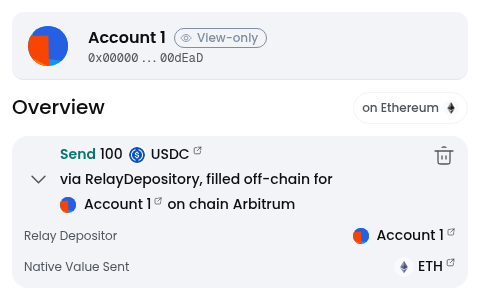 Account 1 View-only
0x00000...00dEaD
Overview
on Ethereum
Send 100 USDC
via RelayDepository, filled off-chain for
Account 1 on chain Arbitrum
Relay Depositor Account 1
Native Value Sent ETH